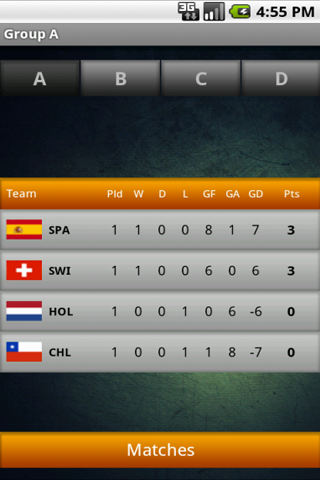 3G 4:55 PM
Group A
A B C D
Team Pld W D L GF GA GD Pts
SPA 1 1 0 0 8 1 7 3
SWI 1 1 0 0 6 0 6 3
HOL 1 0 0 1 0 6 -6 0
CHL 1 0 0 1 1 8 -7 0
Matches